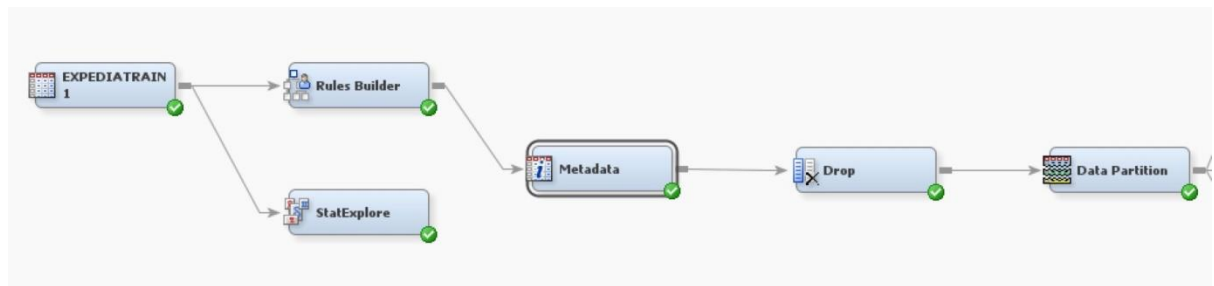 EXPEDIATRAIN
1
Rules Builder
StatExplore
Metadata
Drop
Data Partition